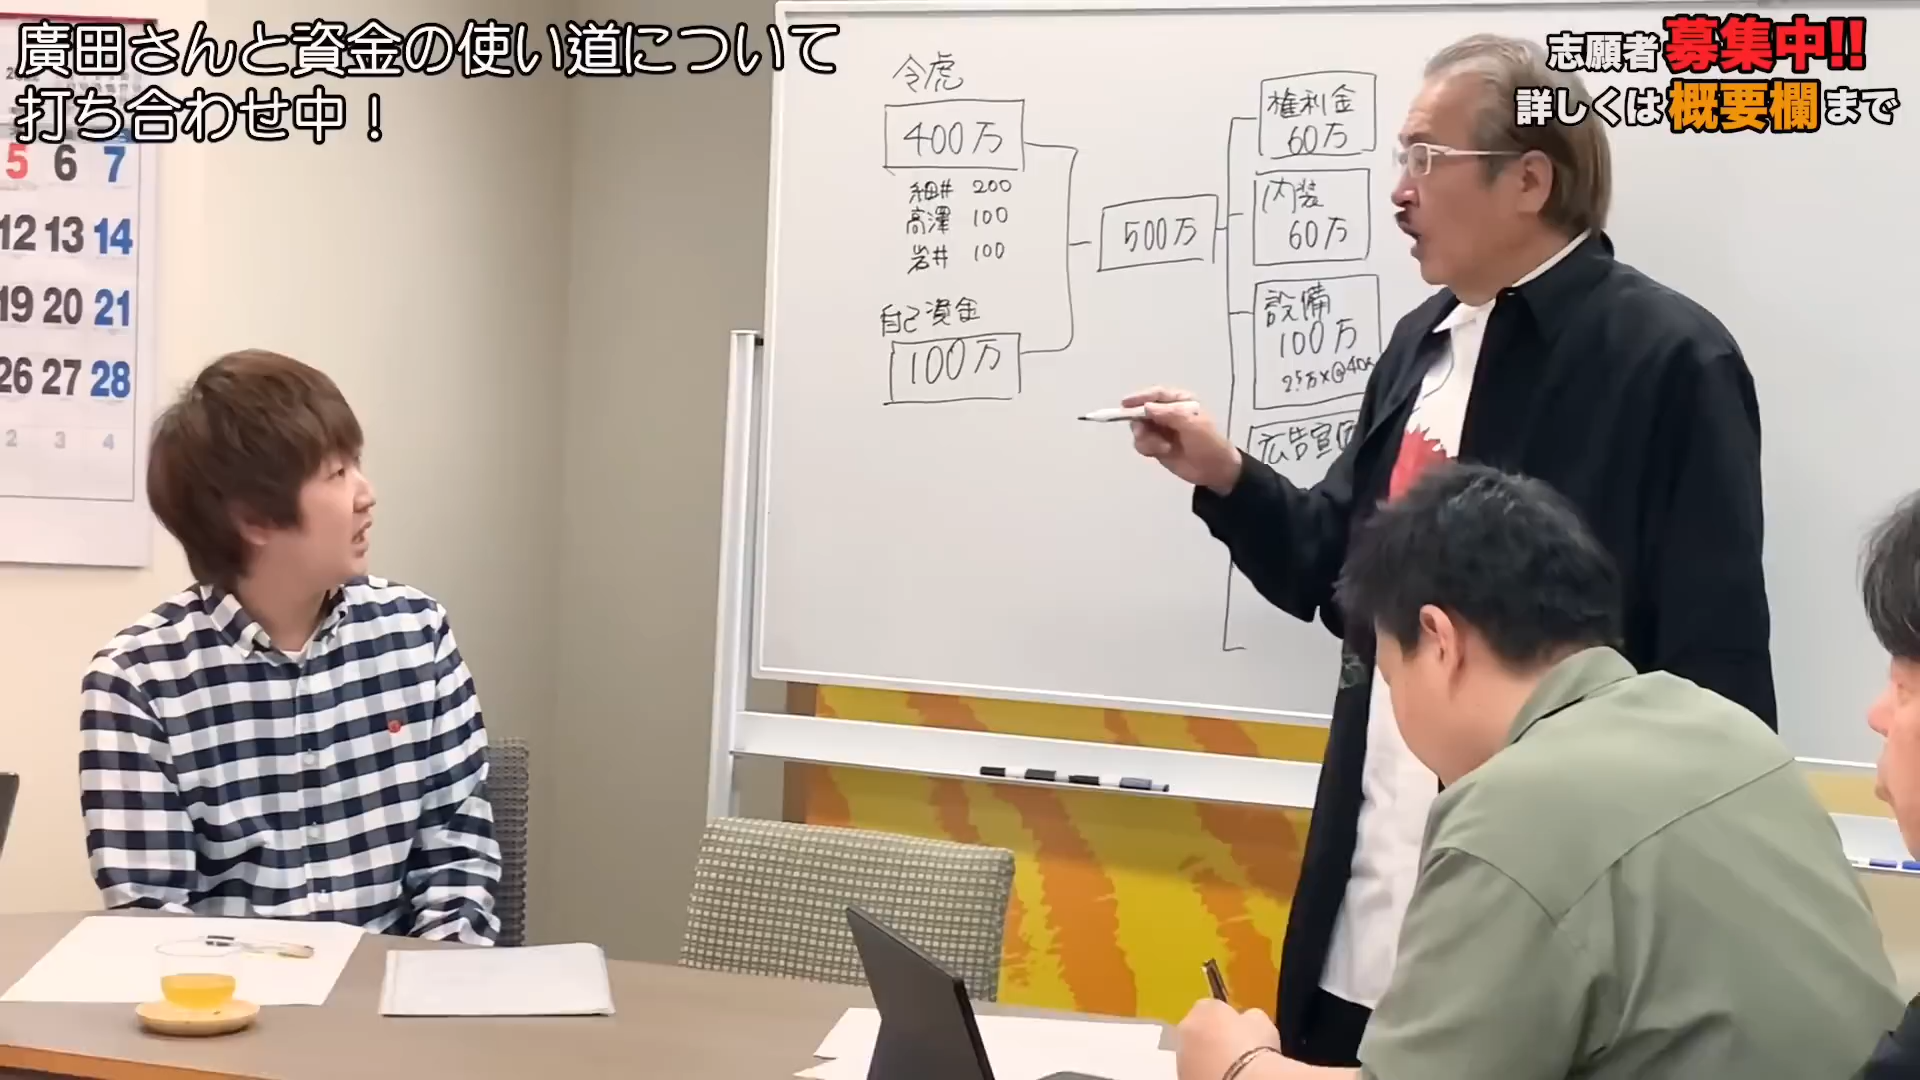 廣田さんと資金の使い道について
打ち合わせ中！
志願者募集中!!
詳しくは概要欄まで
令虎
400万
細井 200
高澤 100
岩井 100
自己資金
100万
500万
権利金
60万
内装
60万
設備
100万
広告宣
5 6 7
12 13 14
19 20 21
26 27 28
2 3 4